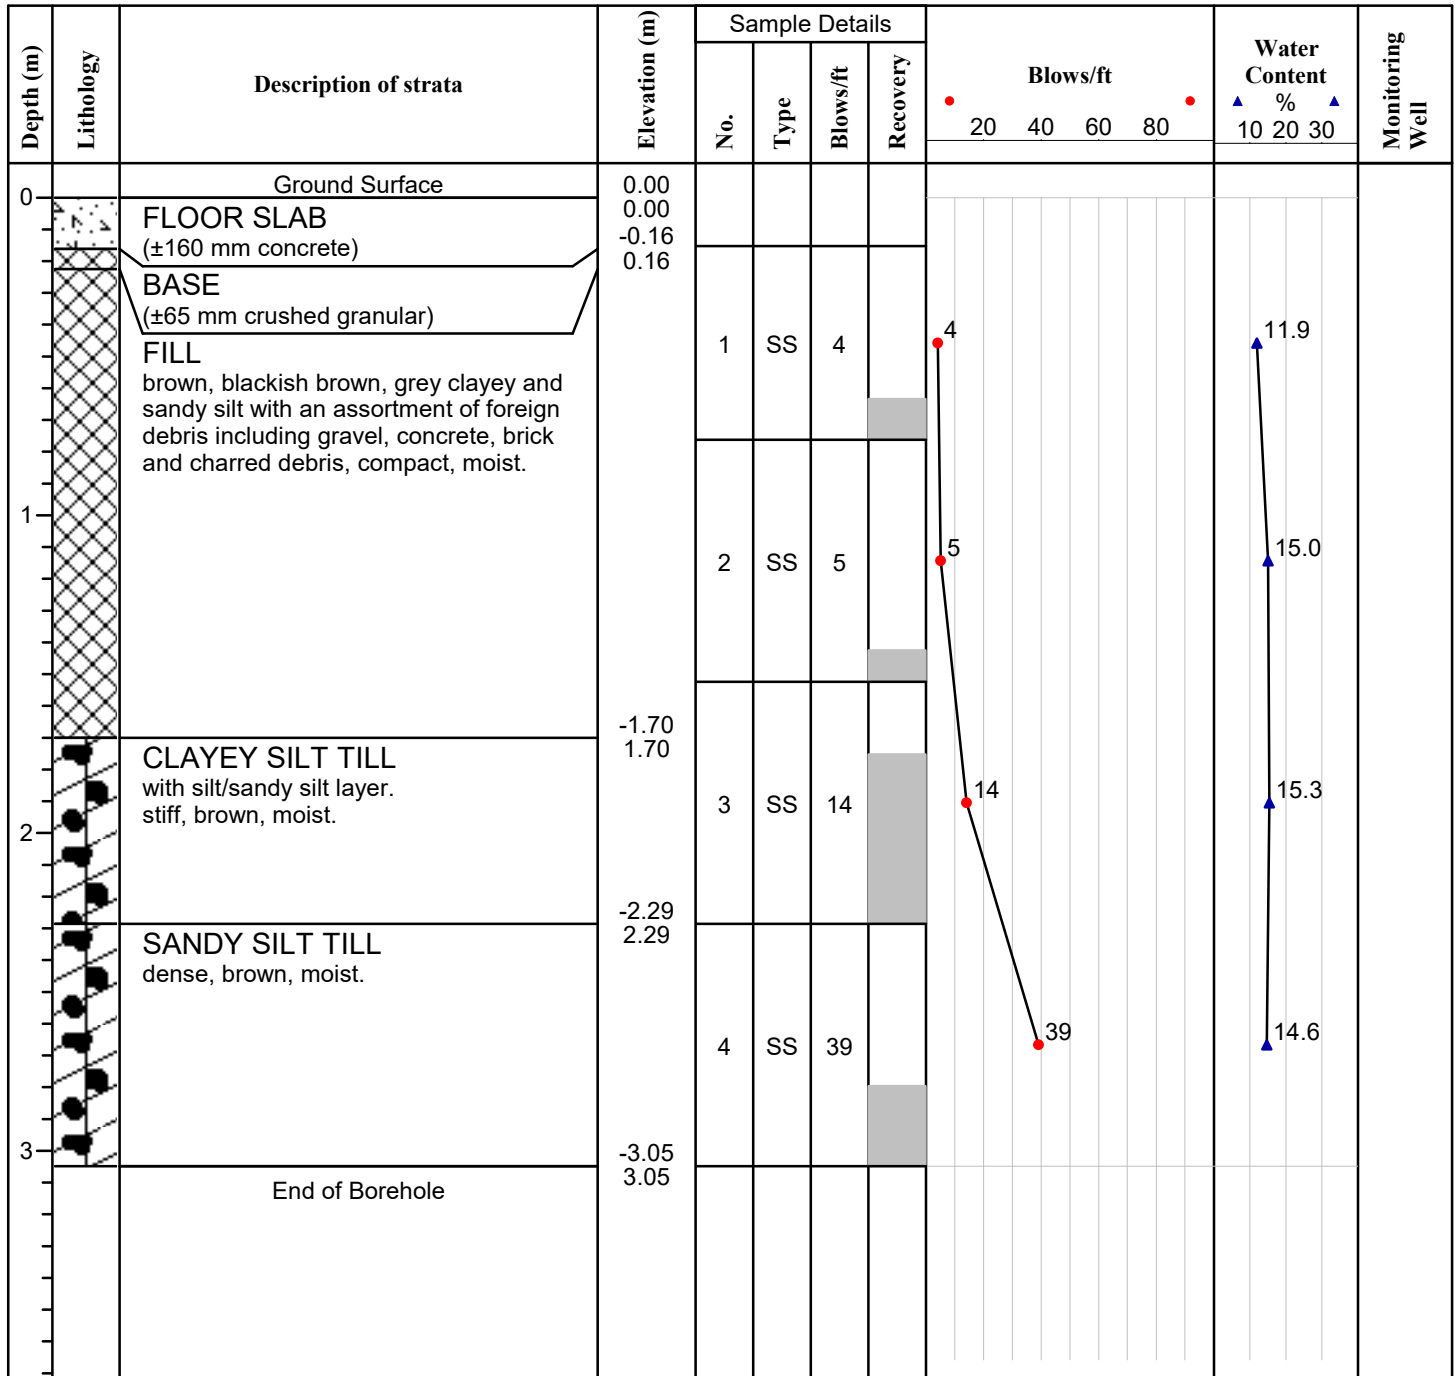 Depth (m)
Lithology
Description of strata
Elevation (m)
Sample Details
No.
Type
Blows/ft
Recovery
Blows/ft
20 40 60 80
Water
Content
%
10 20 30
Monitoring
Well
Ground Surface
0.00
0
FLOOR SLAB
0.00
(±160 mm concrete)
-0.16
0.16
BASE
(±65 mm crushed granular)
FILL
brown, blackish brown, grey clayey and
sandy silt with an assortment of foreign
debris including gravel, concrete, brick
and charred debris, compact, moist.
1 SS 4
4
11.9
1
2 SS 5
5
15.0
-1.70
1.70
CLAYEY SILT TILL
with silt/sandy silt layer.
stiff, brown, moist.
3 SS 14
14
15.3
2
-2.29
2.29
SANDY SILT TILL
dense, brown, moist.
4 SS 39
39
14.6
3
-3.05
3.05
End of Borehole